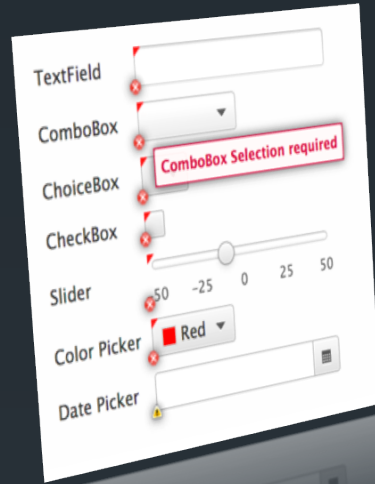 TextField
ComboBox
ComboBox Selection required
ChoiceBox
CheckBox
-50 -25 0 25 50
Slider
Color Picker Red
Date Picker